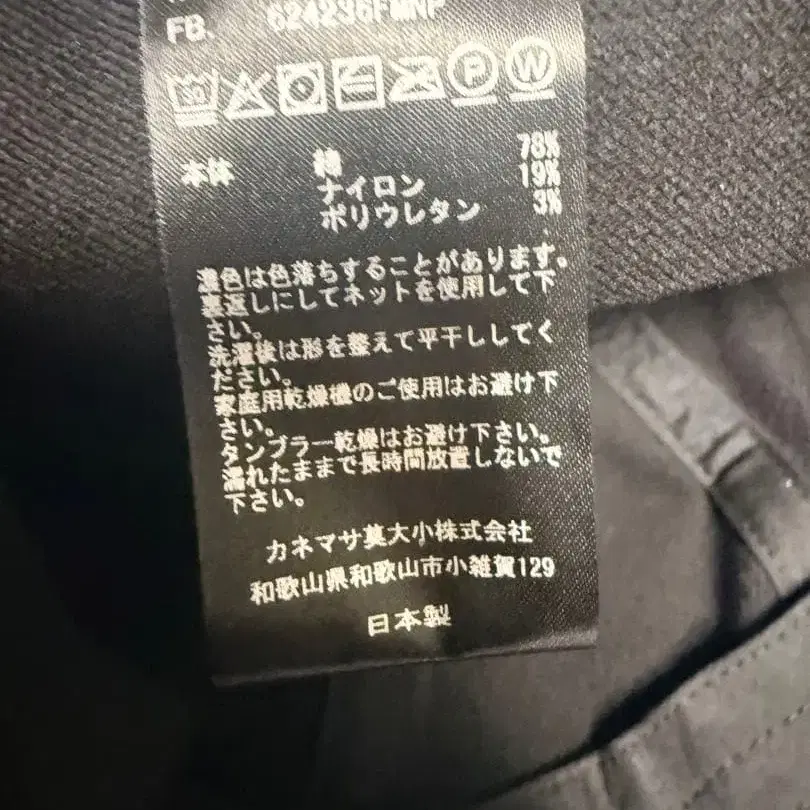 FB. 624236FMNP
P W
本体 綿 78%
ナイロン 19%
ポリウレタン 3%
濃色は色落ちすることがあります。
裏返しにしてネットを使用して下
さい。
洗濯後は形を整えて平干ししてく
ださい。
家庭用乾燥機のご使用はお避け下
さい。
タンブラー乾燥はお避け下さい。
濡れたままで長時間放置しないで
下さい。
カネマサ莫大小株式会社
和歌山県和歌山市小雑賀129
日本製